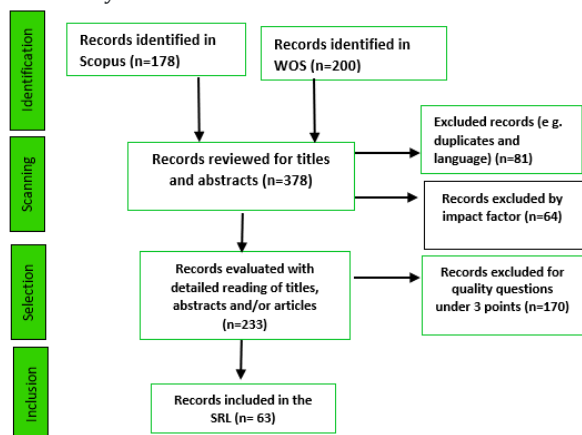 Identification
Records identified in
Scopus (n=178)
Records identified in
WOS (n=200)
Scanning
Records reviewed for titles
and abstracts (n=378)
Excluded records (e g.
duplicates and
language) (n=81)
Records excluded by
impact factor (n=64)
Selection
Records evaluated with
detailed reading of titles,
abstracts and/or articles
(n=233)
Records excluded for
quality questions
under 3 points (n=170)
Inclusion
Records included in the
SRL (n= 63)